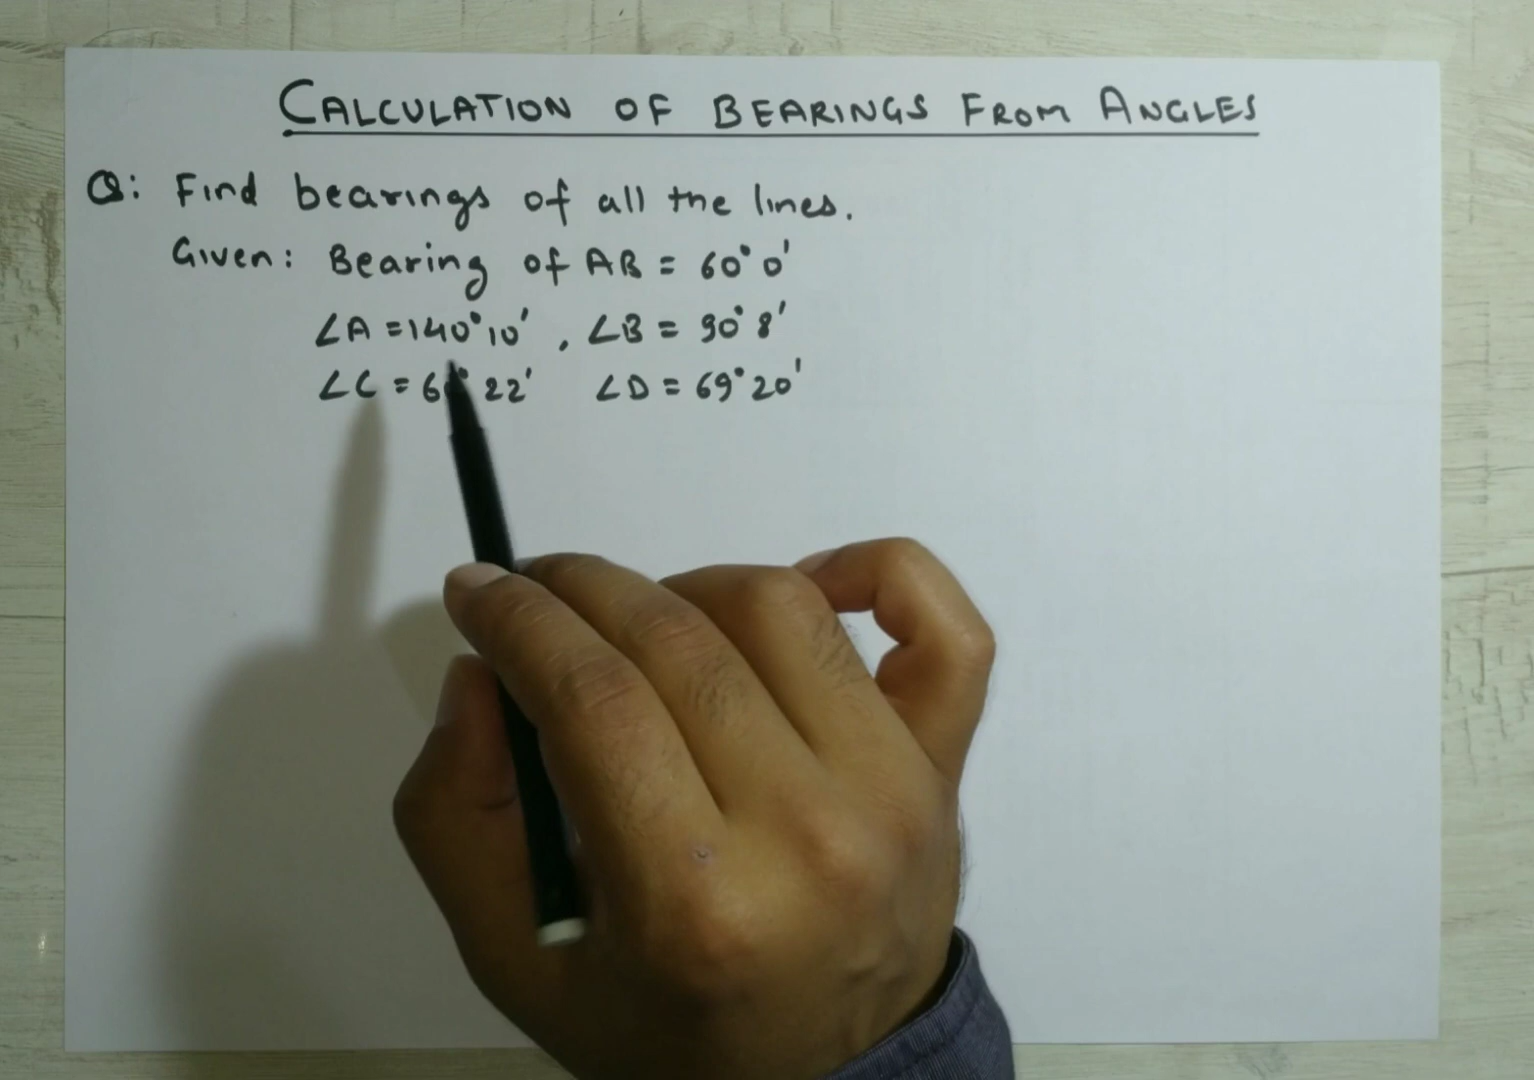 CALCULATION OF BEARINGS FROM ANGLES
Q: Find bearings of all the lines.
Given: Bearing of AB = 60°0'
∠A = 140°10' , ∠B = 90°8'
∠C = 22' ∠D = 69°20'